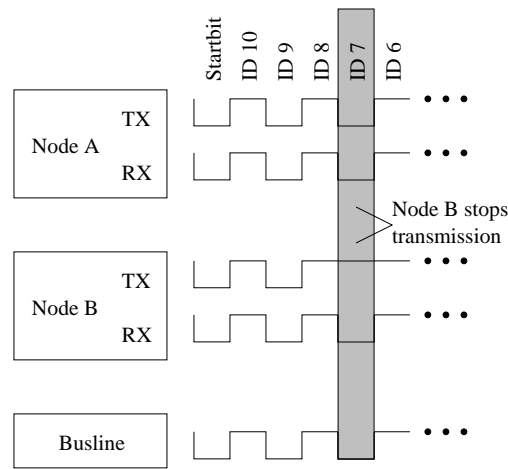 Startbit
ID 10
ID 9
ID 8
ID 7
ID 6
TX
Node A
RX
Node B stops
transmission
TX
Node B
RX
Busline